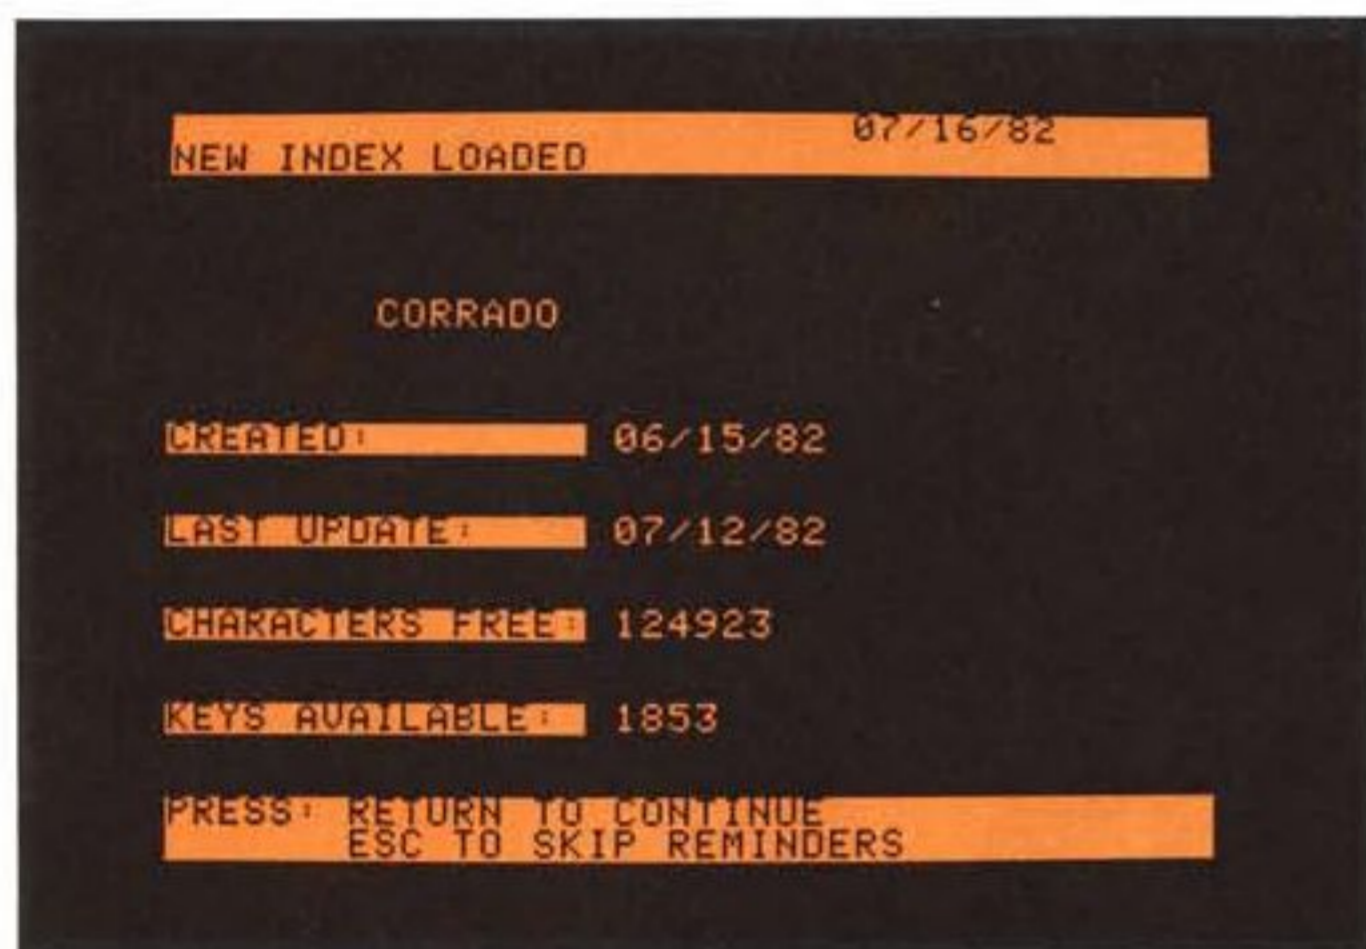 07/16/82
NEW INDEX LOADED
CORRADO
CREATED: 06/15/82
LAST UPDATE: 07/12/82
CHARACTERS FREE: 124923
KEYS AVAILABLE: 1853
PRESS: RETURN TO CONTINUE
ESC TO SKIP REMINDERS